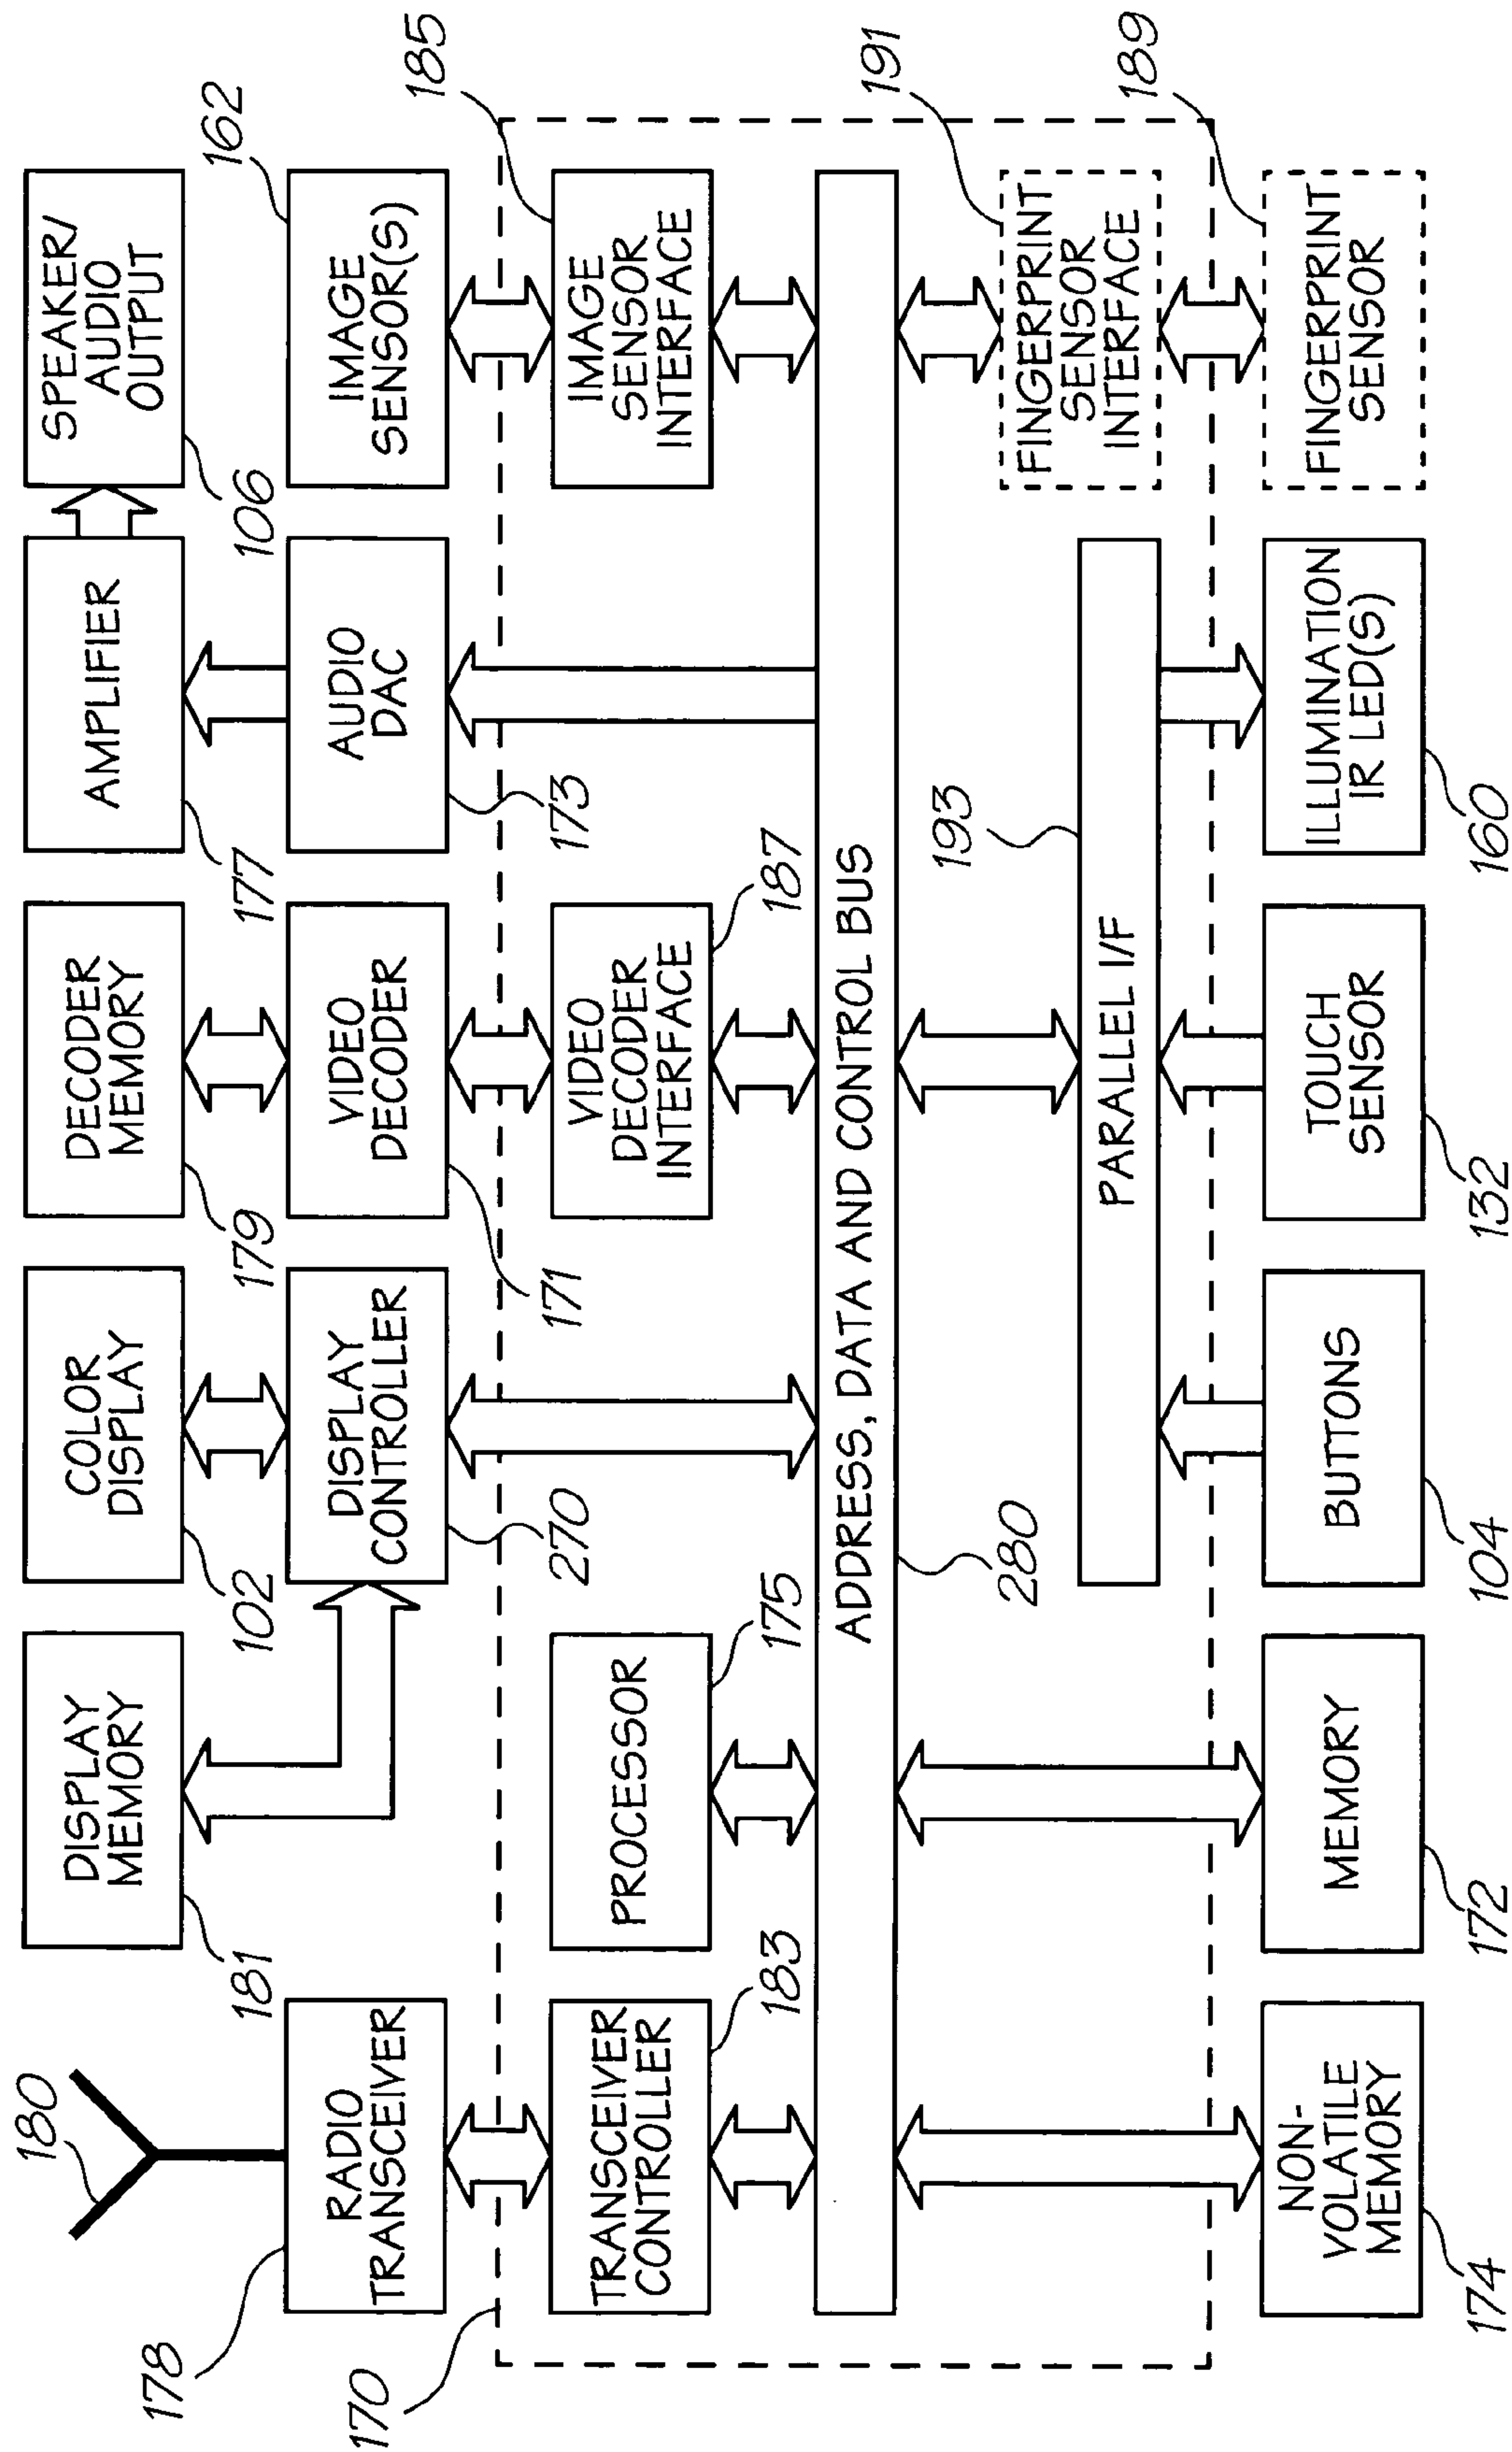 180
178
RADIO
TRANSCEIVER
170
TRANSCEIVER
CONTROLLER
183
DISPLAY
MEMORY
181
PROCESSOR
175
COLOR
DISPLAY
102
DISPLAY
CONTROLLER
270
DECODER
MEMORY
179
VIDEO
DECODER
171
VIDEO
DECODER
INTERFACE
187
AMPLIFIER
177
AUDIO
DAC
173
SPEAKER/
AUDIO
OUTPUT
106
IMAGE
SENSOR(S)
162
IMAGE
SENSOR
INTERFACE
185
ADDRESS, DATA AND CONTROL BUS
280
PARALLEL I/F
193
FINGERPRINT
SENSOR
INTERFACE
191
NON-
VOLATILE
MEMORY
174
MEMORY
172
BUTTONS
104
TOUCH
SENSOR
132
ILLUMINATION
IR LED(S)
160
FINGERPRINT
SENSOR
189